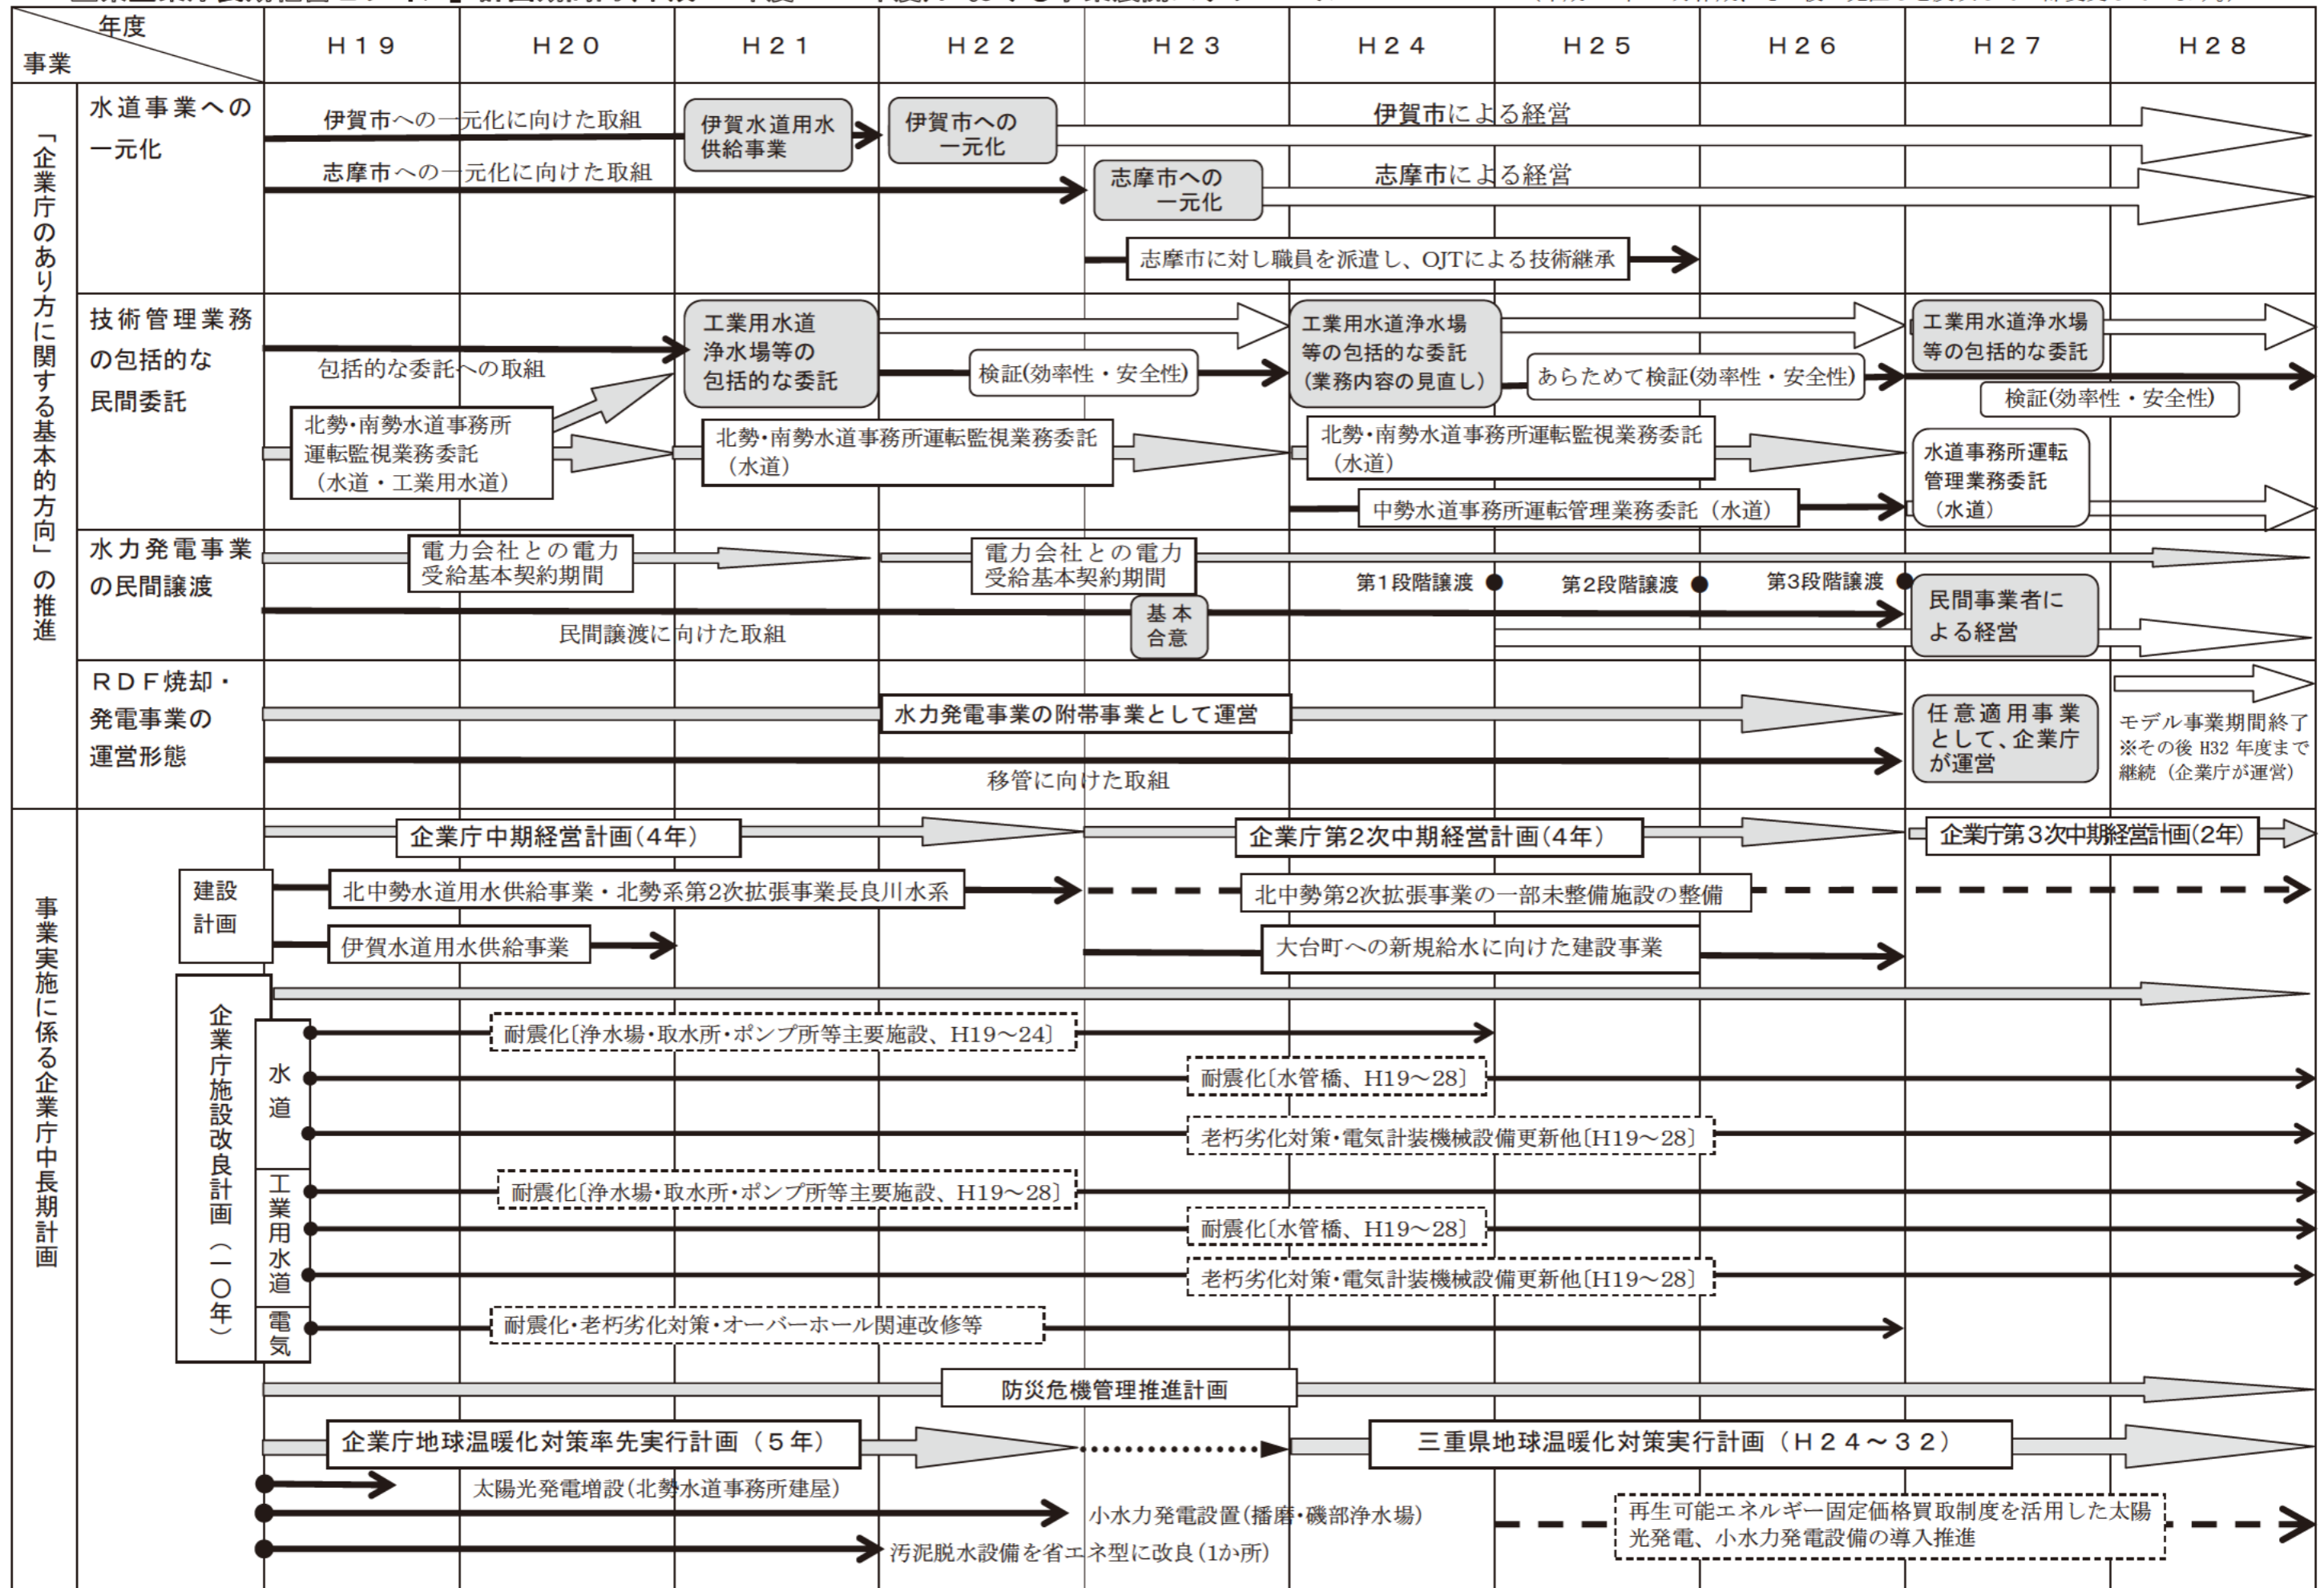 年度
事業
H19
H20
H21
H22
H23
H24
H25
H26
H27
H28
「企業庁のあり方に関する基本的方向」の推進
水道事業への
一元化
伊賀市への一元化に向けた取組
伊賀水道用水
供給事業
伊賀市への
一元化
伊賀市による経営
志摩市への一元化に向けた取組
志摩市への
一元化
志摩市による経営
志摩市に対し職員を派遣し、OJTによる技術継承
技術管理業務
の包括的な
民間委託
包括的な委託への取組
工業用水道
浄水場等の
包括的な委託
検証(効率性・安全性)
工業用水道浄水場
等の包括的な委託
(業務内容の見直し)
あらためて検証(効率性・安全性)
工業用水道浄水場
等の包括的な委託
検証(効率性・安全性)
北勢・南勢水道事務所
運転監視業務委託
(水道・工業用水道)
北勢・南勢水道事務所運転監視業務委託
(水道)
北勢・南勢水道事務所運転監視業務委託
(水道)
水道事務所運転
管理業務委託
(水道)
中勢水道事務所運転管理業務委託(水道)
水力発電事業
の民間譲渡
電力会社との電力
受給基本契約期間
電力会社との電力
受給基本契約期間
第1段階譲渡
第2段階譲渡
第3段階譲渡
民間譲渡に向けた取組
基本
合意
民間事業者に
よる経営
RDF焼却・
発電事業の
運営形態
水力発電事業の附帯事業として運営
移管に向けた取組
任意適用事業
として、企業庁
が運営
モデル事業期間終了
※その後 H32 年度まで
継続(企業庁が運営)
事業実施に係る企業庁中長期計画
企業庁中期経営計画(4年)
企業庁第2次中期経営計画(4年)
企業庁第3次中期経営計画(2年)
建設
計画
北中勢水道用水供給事業・北勢系第2次拡張事業長良川水系
北中勢第2次拡張事業の一部未整備施設の整備
伊賀水道用水供給事業
大台町への新規給水に向けた建設事業
企業庁施設改良計画(一〇年)
水道
耐震化〔浄水場・取水所・ポンプ所等主要施設、H19～24〕
耐震化〔水管橋、H19～28〕
老朽劣化対策・電気計装機械設備更新他〔H19～28〕
工業用水道
耐震化〔浄水場・取水所・ポンプ所等主要施設、H19～28〕
耐震化〔水管橋、H19～28〕
老朽劣化対策・電気計装機械設備更新他〔H19～28〕
電気
耐震化・老朽劣化対策・オーバーホール関連改修等
防災危機管理推進計画
企業庁地球温暖化対策率先実行計画(5年)
三重県地球温暖化対策実行計画(H24～32)
太陽光発電増設(北勢水道事務所建屋)
小水力発電設置(播磨・磯部浄水場)
汚泥脱水設備を省エネ型に改良(1か所)
再生可能エネルギー固定価格買取制度を活用した太陽
光発電、小水力発電設備の導入推進